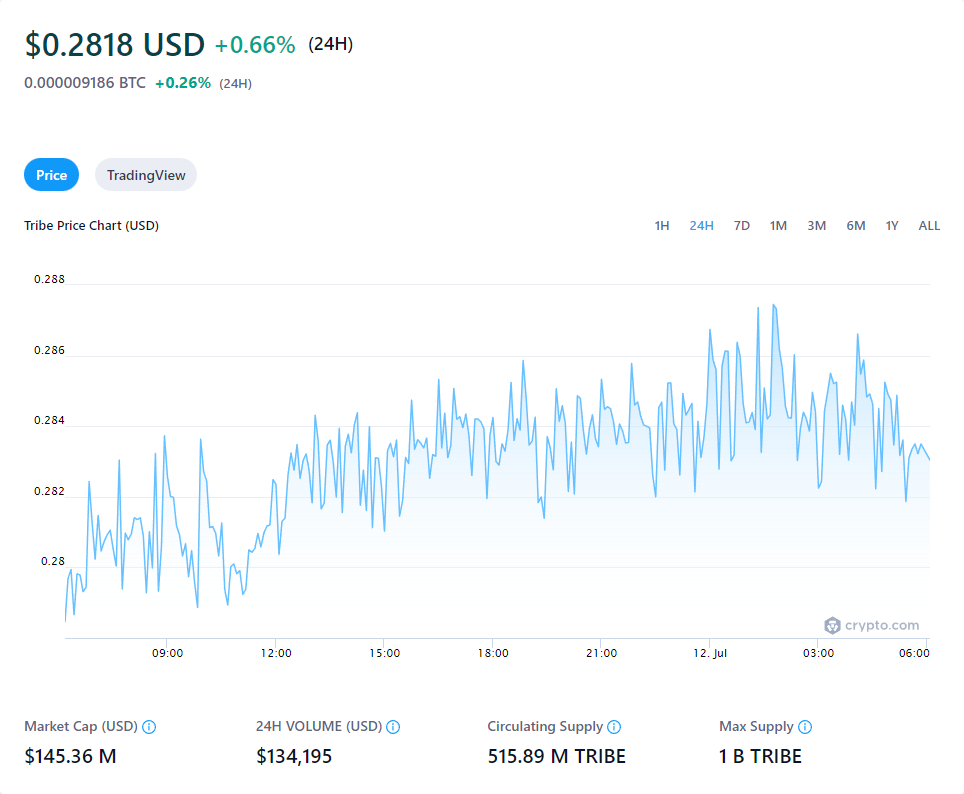 $0.2818 USD +0.66% (24H)
0.000009186 BTC +0.26% (24H)
Price TradingView
Tribe Price Chart (USD) 1H 24H 7D 1M 3M 6M 1Y ALL
0.288
0.286
0.284
0.282
0.28
crypto.com
09:00 12:00 15:00 18:00 21:00 12. Jul 03:00 06:00
Market Cap (USD) 24H VOLUME (USD) Circulating Supply Max Supply
$145.36 M $134,195 515.89 M TRIBE 1 B TRIBE